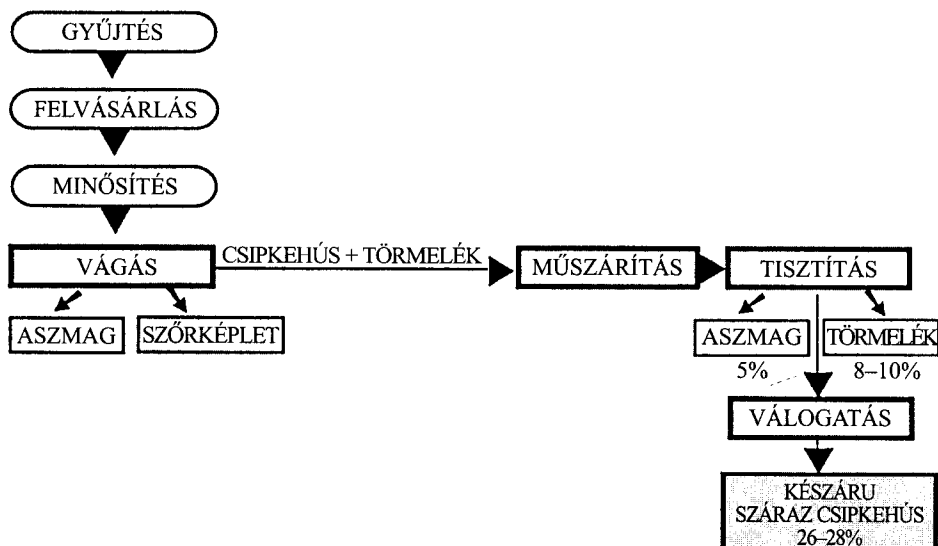 GYŰJTÉS
FELVÁSÁRLÁS
MINŐSÍTÉS
VÁGÁS
CSIPKEHÚS + TÖRMELÉK
MŰSZÁRÍTÁS
TISZTÍTÁS
ASZMAG
SZŐRKÉPLET
ASZMAG
5%
TÖRMELÉK
8–10%
VÁLOGATÁS
KÉSZÁRU
SZÁRAZ CSIPKEHÚS
26–28%